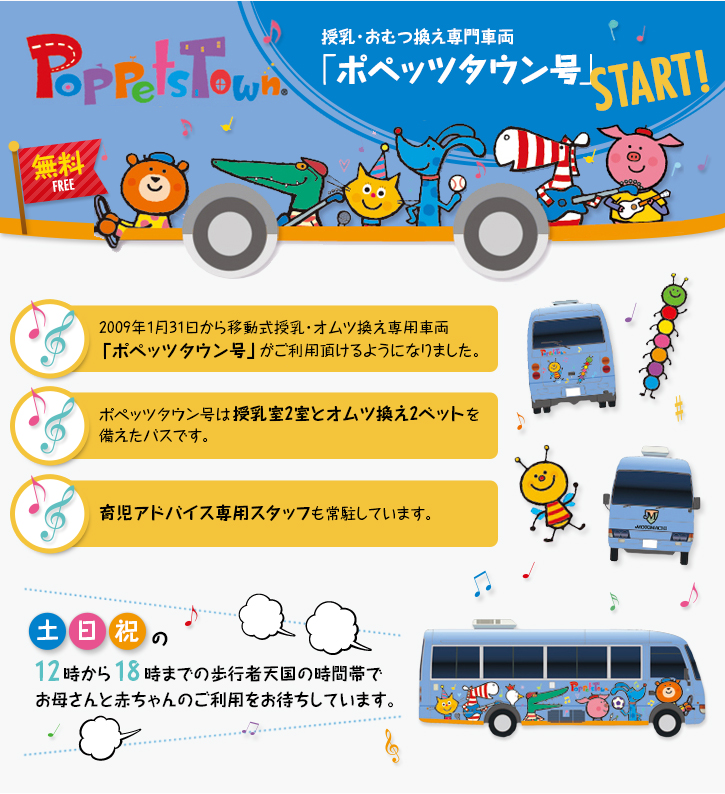 PoppetsTown®
授乳・おむつ換え専門車両
「ポペッツタウン号」START!
無料
FREE
2009年1月31日から移動式授乳・オムツ換え専用車両
「ポペッツタウン号」がご利用頂けるようになりました。
ポペッツタウン号は授乳室2室とオムツ換え2ベットを
備えたバスです。
育児アドバイス専用スタッフも常駐しています。
土日祝の
12時から18時までの歩行者天国の時間帯で
お母さんと赤ちゃんのご利用をお待ちしています。
PoppetsTown
MOTOMACHI
PoppetsTown